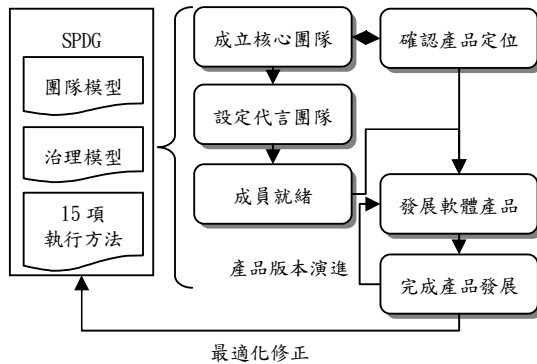 SPDG
團隊模型
治理模型
15 項
執行方法
成立核心團隊
確認產品定位
設定代言團隊
成員就緒
發展軟體產品
產品版本演進
完成產品發展
最適化修正